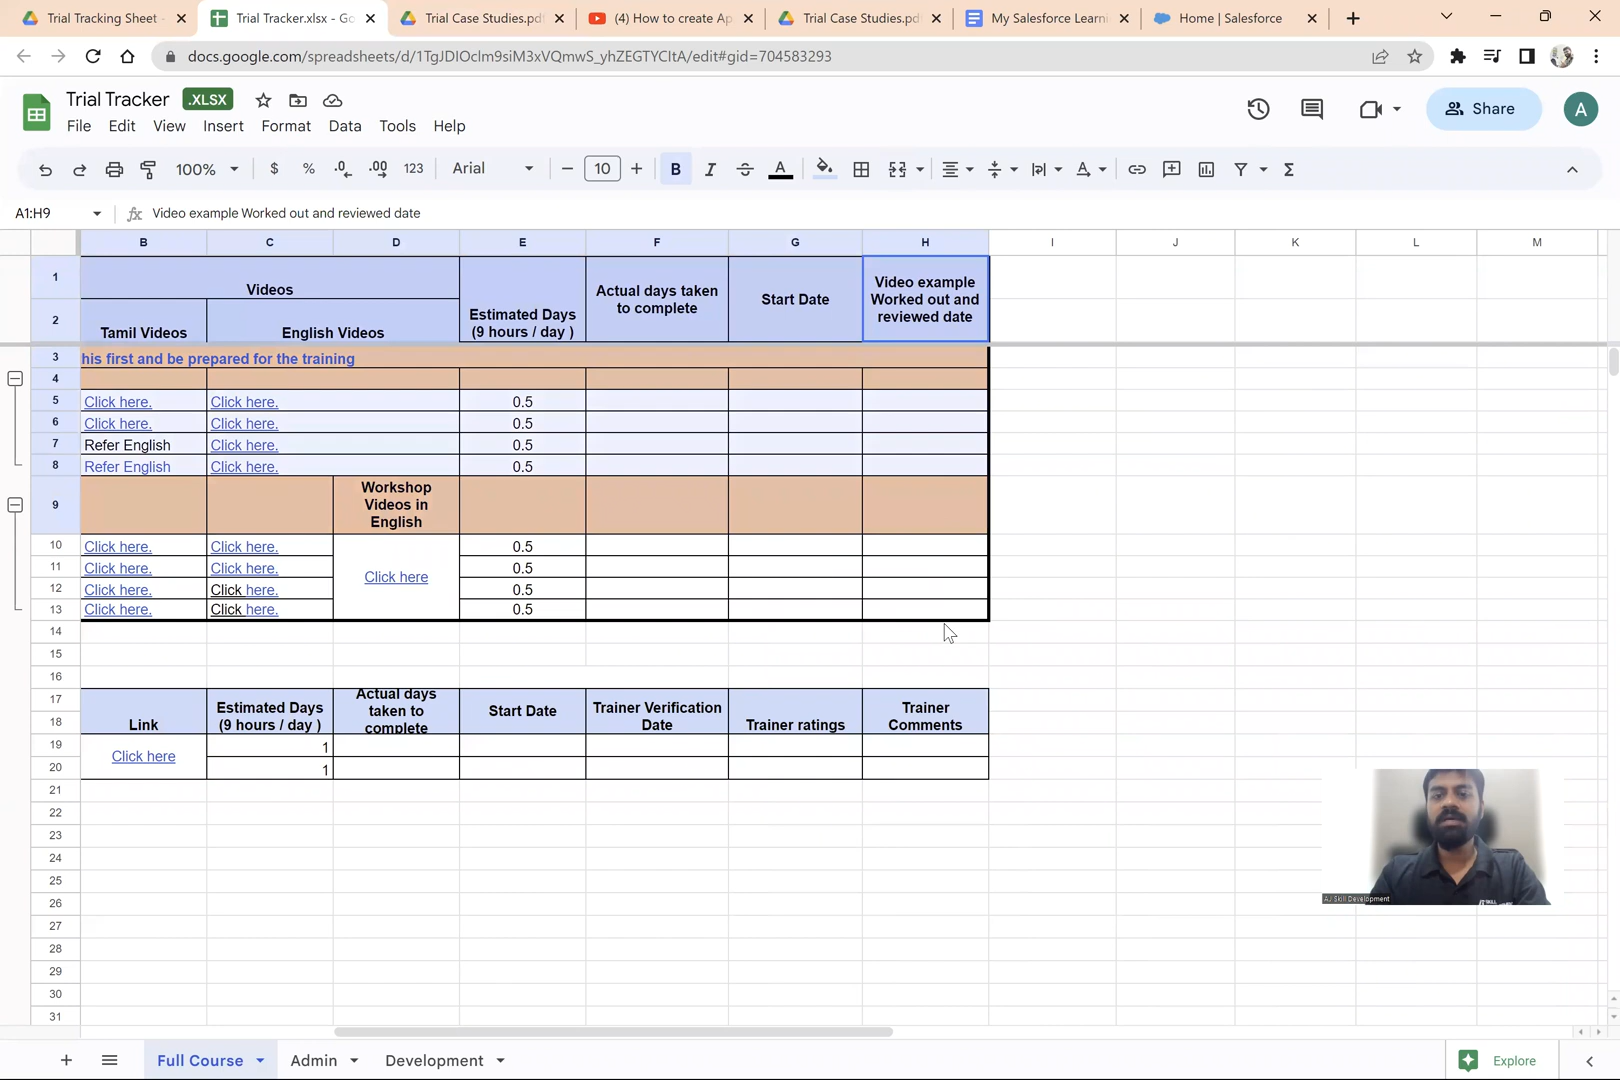 Trial Tracking Sheet -
Trial Tracker.xlsx - Go
Trial Case Studies.pd
(4) How to create Ap
Trial Case Studies.pd
My Salesforce Learni
Home | Salesforce
docs.google.com/spreadsheets/d/1TgJDIOclm9siM3xVQmwS_yhZEGTYCItA/edit#gid=704583293
Trial Tracker .XLSX
File Edit View Insert Format Data Tools Help
Share
A
100% $ % .0 .00 123 Arial 10 B I S A A Σ
A1:H9 fx Video example Worked out and reviewed date
B C D E F G H I J K L M
1 Videos
Estimated Days
(9 hours / day )
Actual days taken
to complete
Start Date
Video example
Worked out and
reviewed date
2 Tamil Videos English Videos
3 his first and be prepared for the training
4
5 Click here. Click here. 0.5
6 Click here. Click here. 0.5
7 Refer English Click here. 0.5
8 Refer English Click here. 0.5
9 Workshop
Videos in
English
10 Click here. Click here. 0.5
11 Click here. Click here. 0.5
Click here
12 Click here. Click here. 0.5
13 Click here. Click here. 0.5
14
15
16
17
18
Link
Estimated Days
(9 hours / day )
Actual days
taken to
complete
Start Date
Trainer Verification
Date
Trainer ratings
Trainer
Comments
19 1
Click here
20 1
21
22
23
24
25
26
27
28
29
30
31
AJ Skill Development
Full Course Admin Development Explore